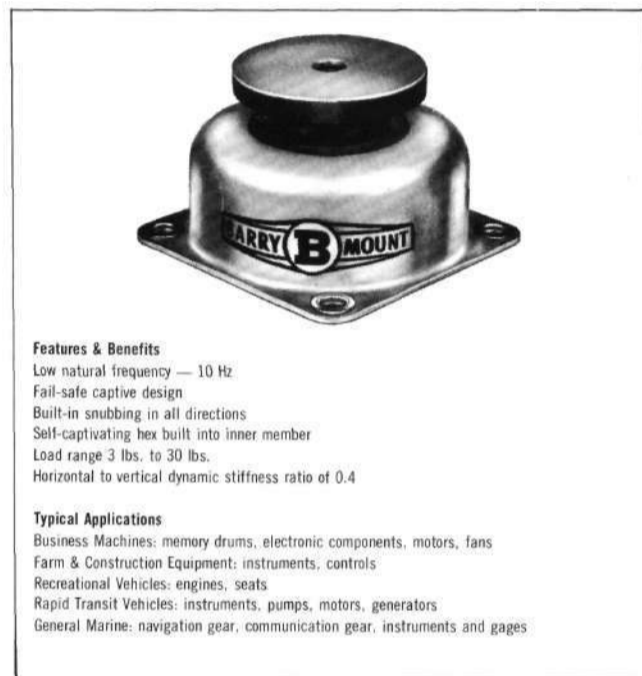 BARRY B MOUNT
Features & Benefits
Low natural frequency — 10 Hz
Fail-safe captive design
Built-in snubbing in all directions
Self-captivating hex built into inner member
Load range 3 lbs. to 30 lbs.
Horizontal to vertical dynamic stiffness ratio of 0.4
Typical Applications
Business Machines: memory drums, electronic components, motors, fans
Farm & Construction Equipment: instruments, controls
Recreational Vehicles: engines, seats
Rapid Transit Vehicles: instruments, pumps, motors, generators
General Marine: navigation gear, communication gear, instruments and gages